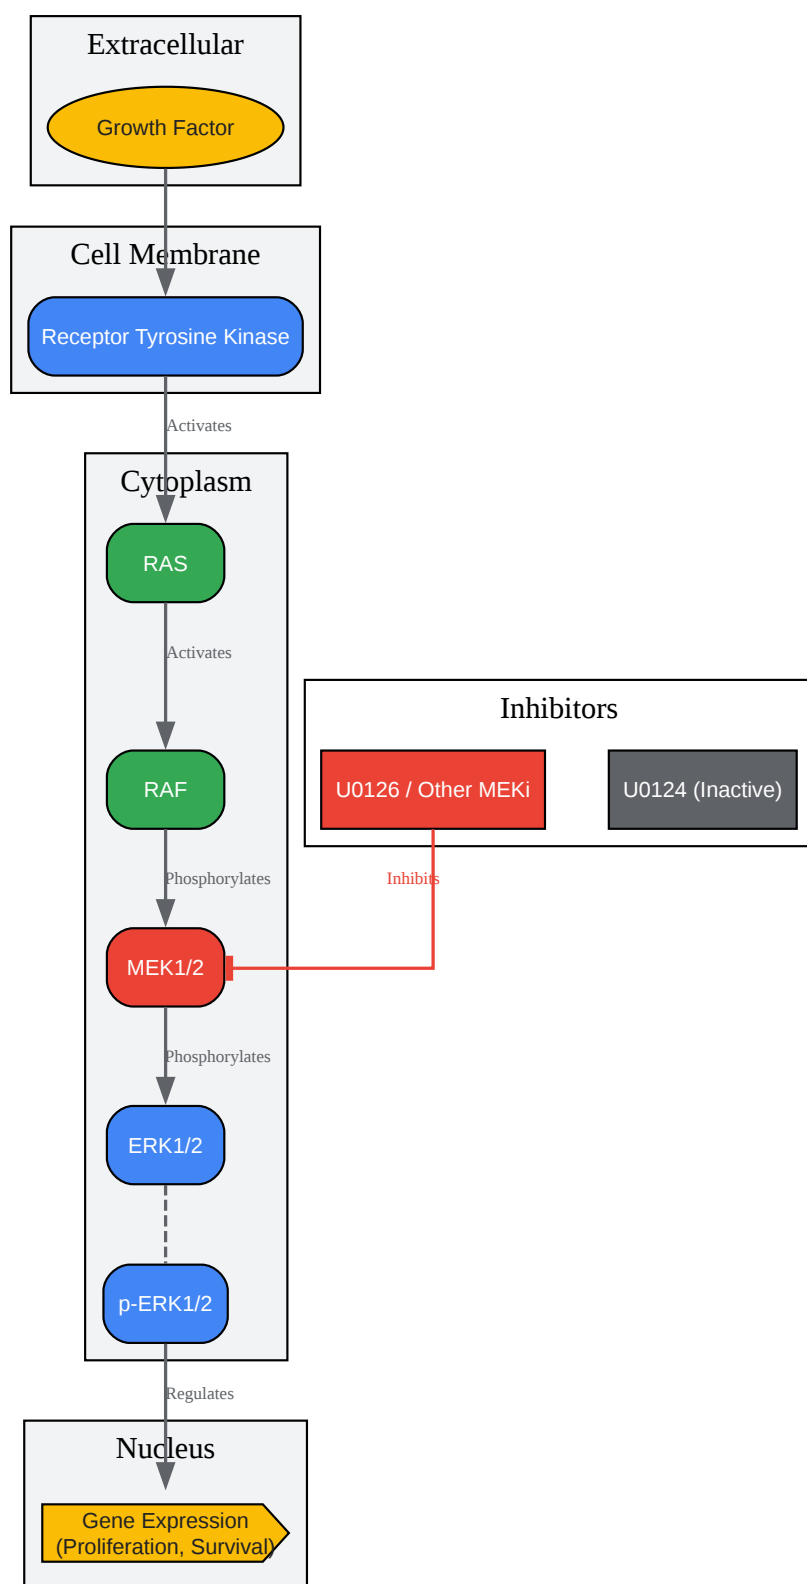 Extracellular
Growth Factor
Cell Membrane
Receptor Tyrosine Kinase
Activates
Cytoplasm
RAS
Activates
Inhibitors
RAF
U0126 / Other MEKi
U0124 (Inactive)
Phosphorylates
Inhibits
MEK1/2
Phosphorylates
ERK1/2
p-ERK1/2
Regulates
Nucleus
Gene Expression
(Proliferation, Survival)